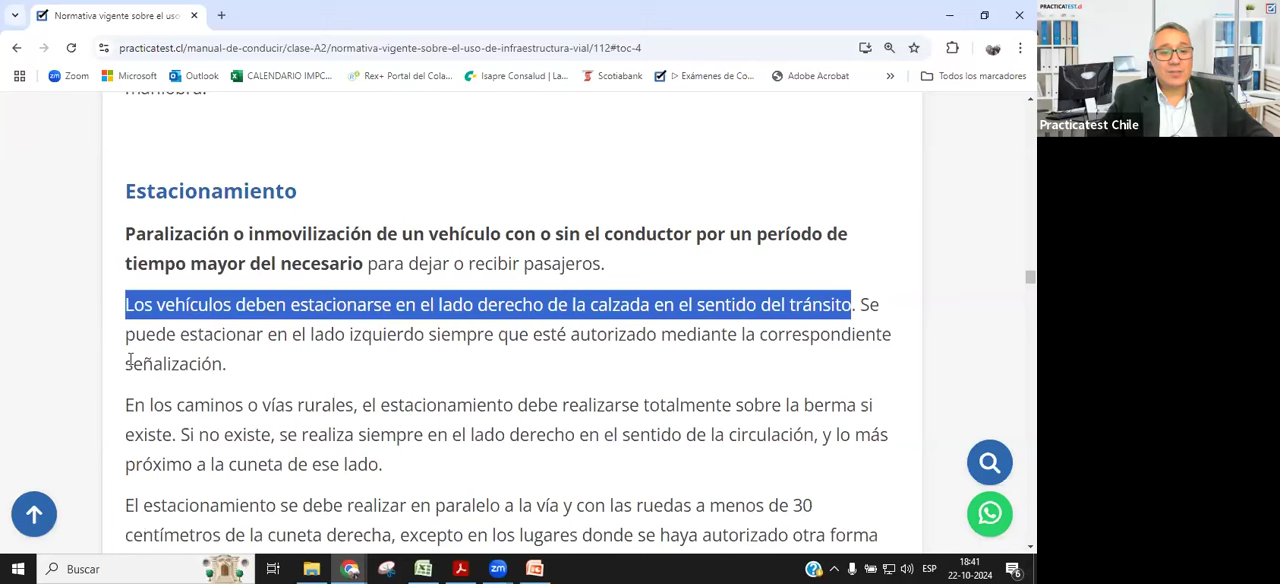 Normativa vigente sobre el uso
practicatest.cl/manual-de-conducir/clase-A2/normativa-vigente-sobre-el-uso-de-infraestructura-vial/112#toc-4
Zoom Microsoft Outlook CALENDARIO IMPC... Rex+ Portal del Cola... Isapre Consalud | La... Scotiabank Exámenes de Co... Adobe Acrobat » Todos los marcadores
PRACTICATEST.cl
Practicatest Chile
maniobra.
Estacionamiento
Paralización o inmovilización de un vehículo con o sin el conductor por un período de
tiempo mayor del necesario para dejar o recibir pasajeros.
Los vehículos deben estacionarse en el lado derecho de la calzada en el sentido del tránsito. Se
puede estacionar en el lado izquierdo siempre que esté autorizado mediante la correspondiente
señalización.
En los caminos o vías rurales, el estacionamiento debe realizarse totalmente sobre la berma si
existe. Si no existe, se realiza siempre en el lado derecho en el sentido de la circulación, y lo más
próximo a la cuneta de ese lado.
El estacionamiento se debe realizar en paralelo a la vía y con las ruedas a menos de 30
centímetros de la cuneta derecha, excepto en los lugares donde se haya autorizado otra forma
Buscar
ESP
18:41
22-10-2024
6